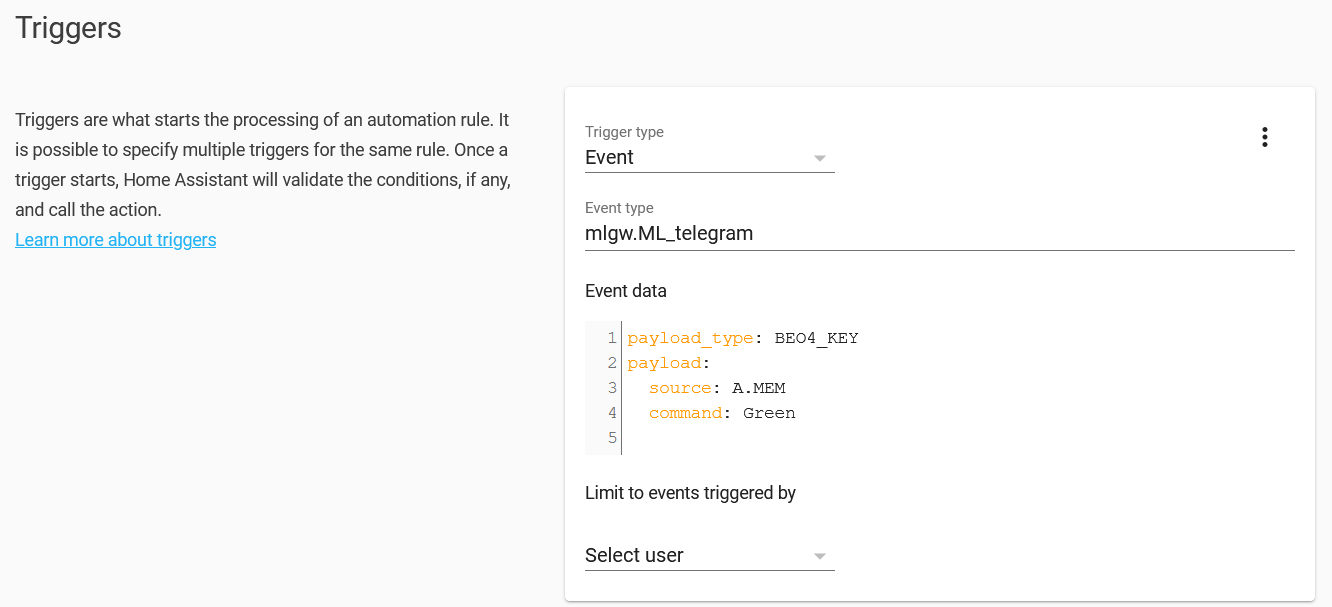 Triggers
Triggers are what starts the processing of an automation rule. It
is possible to specify multiple triggers for the same rule. Once a
trigger starts, Home Assistant will validate the conditions, if any,
and call the action.
Learn more about triggers
Trigger type
Event
Event type
mlgw.ML_telegram
Event data
1 payload_type: BEO4_KEY
2 payload:
3   source: A.MEM
4   command: Green
5
Limit to events triggered by
Select user